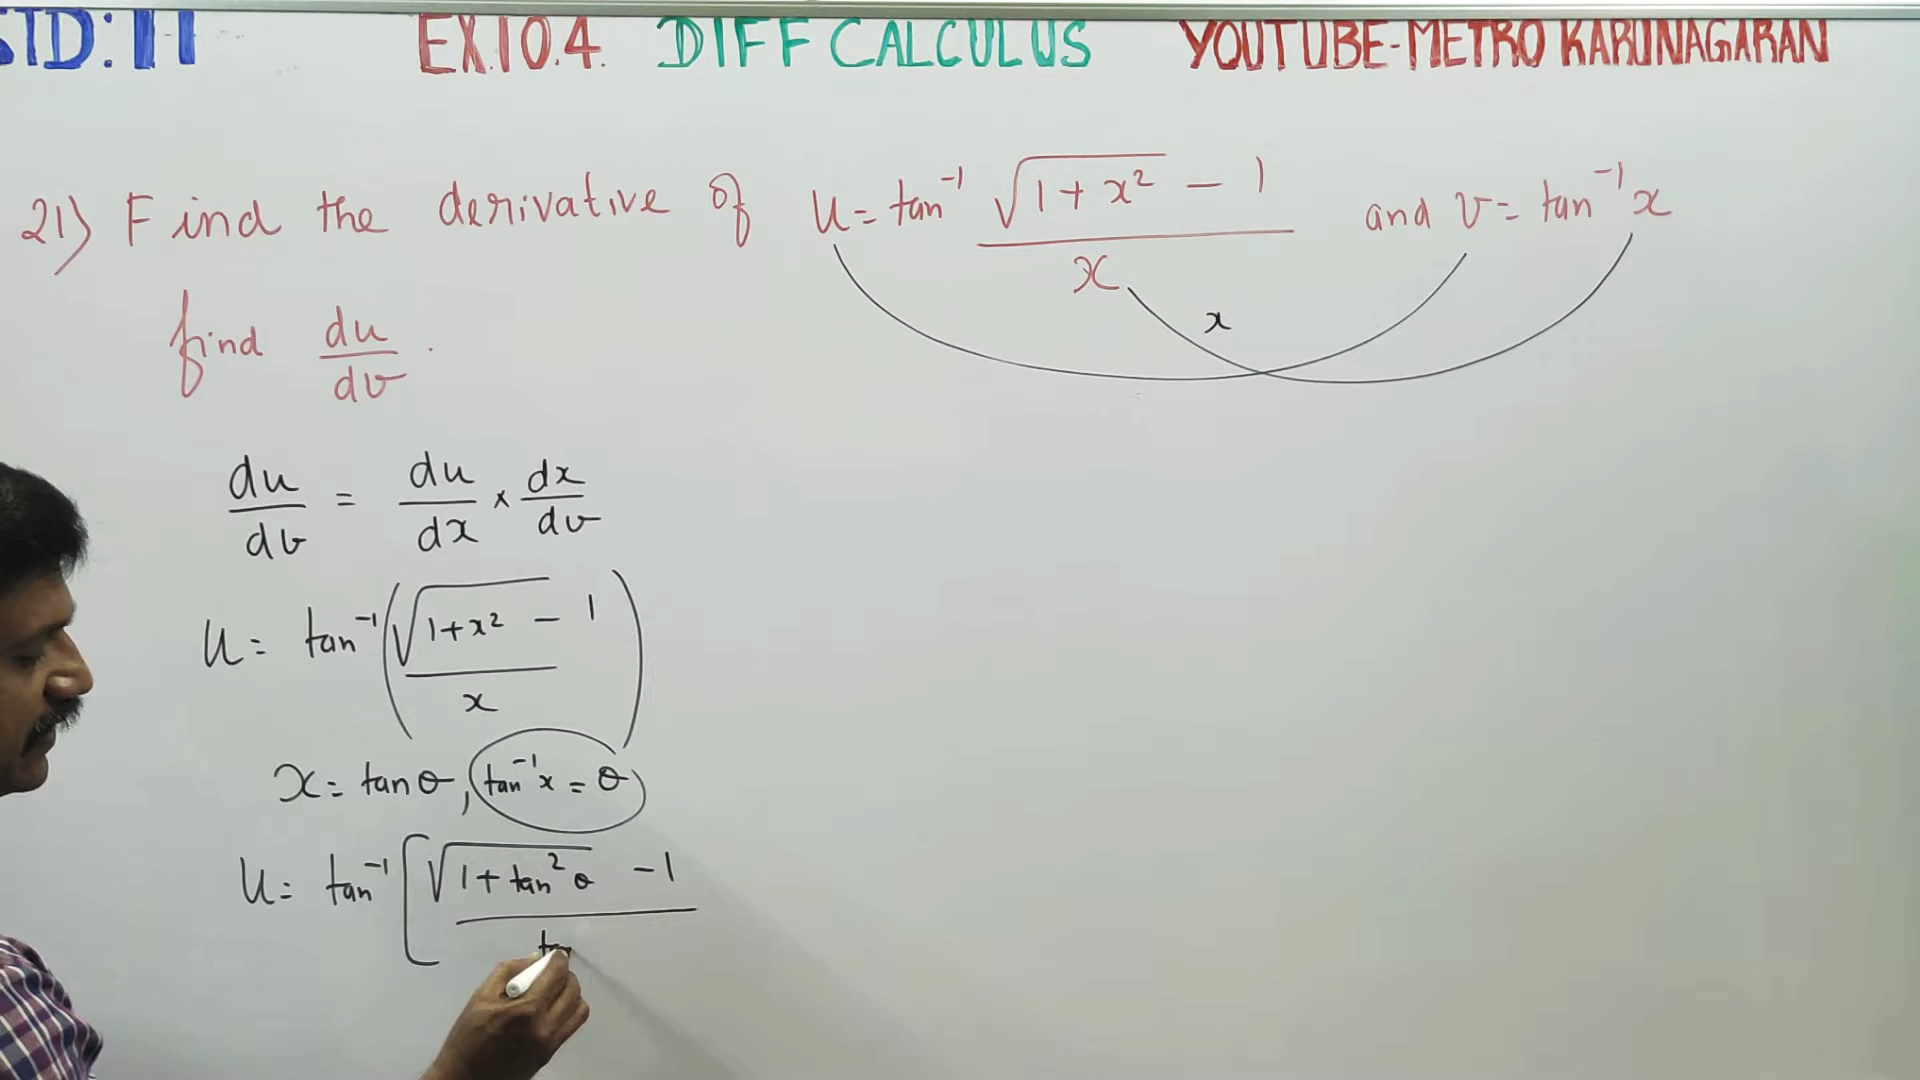 STD: 11 EX.10.4. DIFF CALCULUS YOUTUBE-METRO KARUNAGARAN
21) Find the derivative of u = tan⁻¹ (√(1+x²) - 1)/x and v = tan⁻¹x
x
find du/dv.
du/dv = du/dx × dx/dv
u = tan⁻¹((√(1+x²) - 1)/x)
x = tanθ, tan⁻¹x = θ
u = tan⁻¹[(√(1+tan²θ) - 1)/